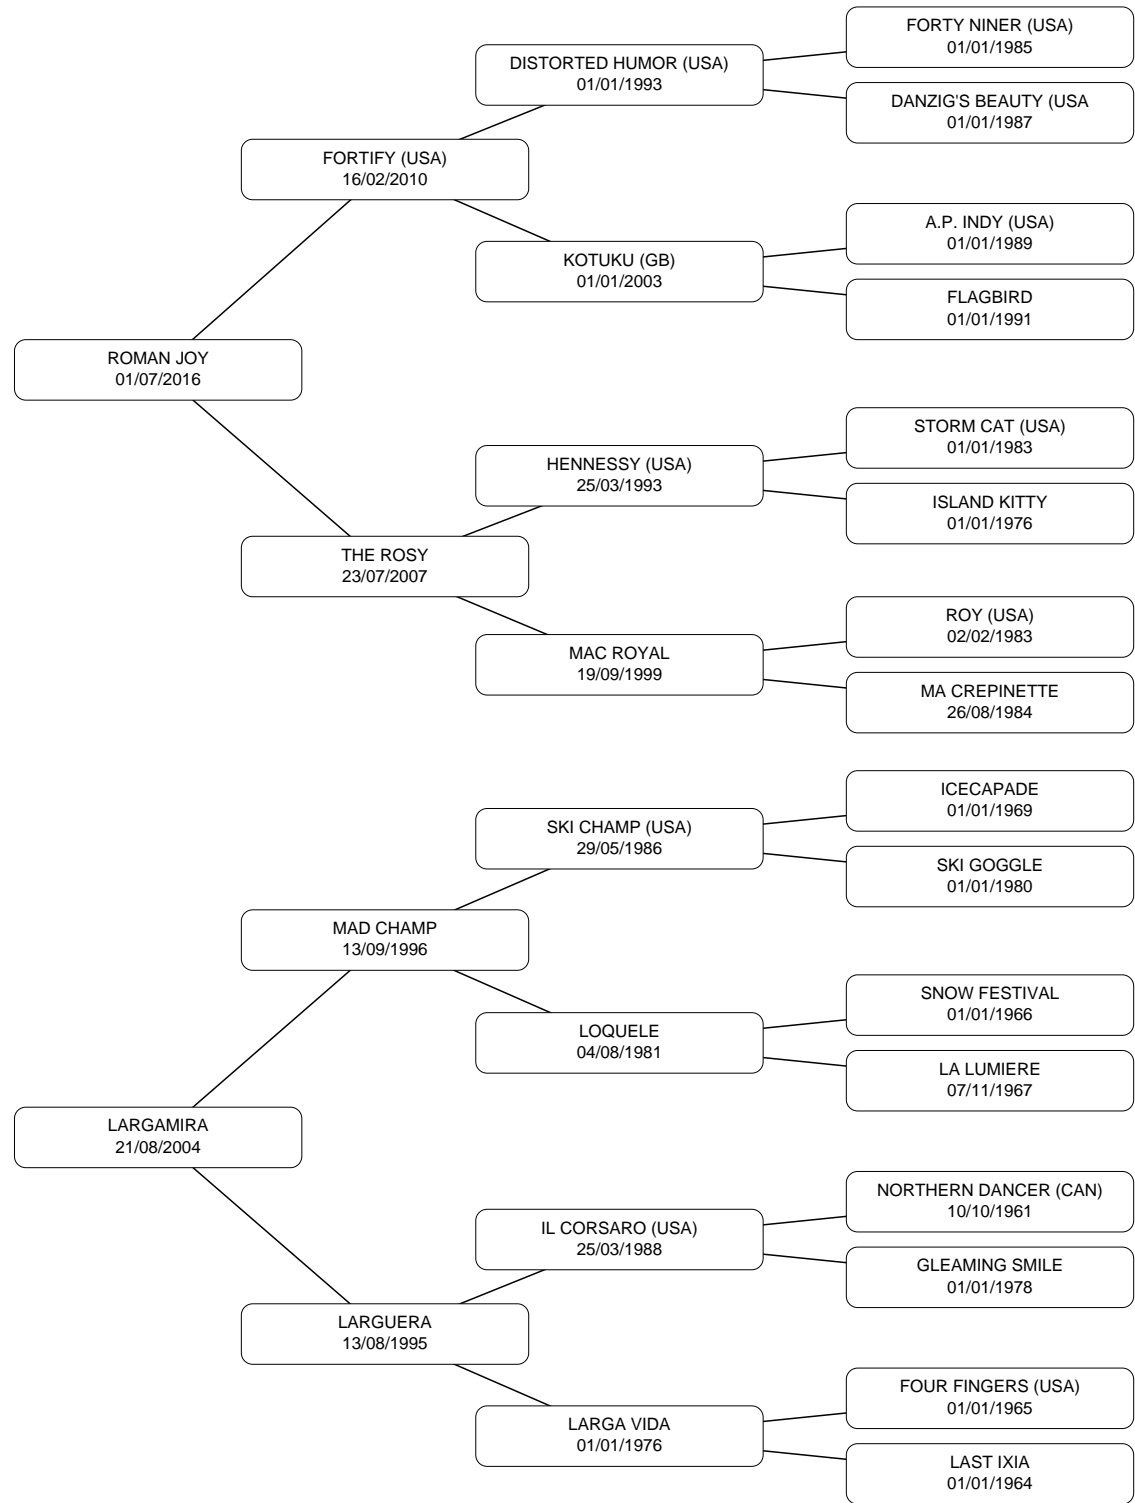 FORTY NINER (USA)
01/01/1985
DISTORTED HUMOR (USA)
01/01/1993
DANZIG'S BEAUTY (USA
01/01/1987
FORTIFY (USA)
16/02/2010
A.P. INDY (USA)
01/01/1989
KOTUKU (GB)
01/01/2003
FLAGBIRD
01/01/1991
ROMAN JOY
01/07/2016
STORM CAT (USA)
01/01/1983
HENNESSY (USA)
25/03/1993
ISLAND KITTY
01/01/1976
THE ROSY
23/07/2007
ROY (USA)
02/02/1983
MAC ROYAL
19/09/1999
MA CREPINETTE
26/08/1984
ICECAPADE
01/01/1969
SKI CHAMP (USA)
29/05/1986
SKI GOGGLE
01/01/1980
MAD CHAMP
13/09/1996
SNOW FESTIVAL
01/01/1966
LOQUELE
04/08/1981
LA LUMIERE
07/11/1967
LARGAMIRA
21/08/2004
NORTHERN DANCER (CAN)
10/10/1961
IL CORSARO (USA)
25/03/1988
GLEAMING SMILE
01/01/1978
LARGUERA
13/08/1995
FOUR FINGERS (USA)
01/01/1965
LARGA VIDA
01/01/1976
LAST IXIA
01/01/1964